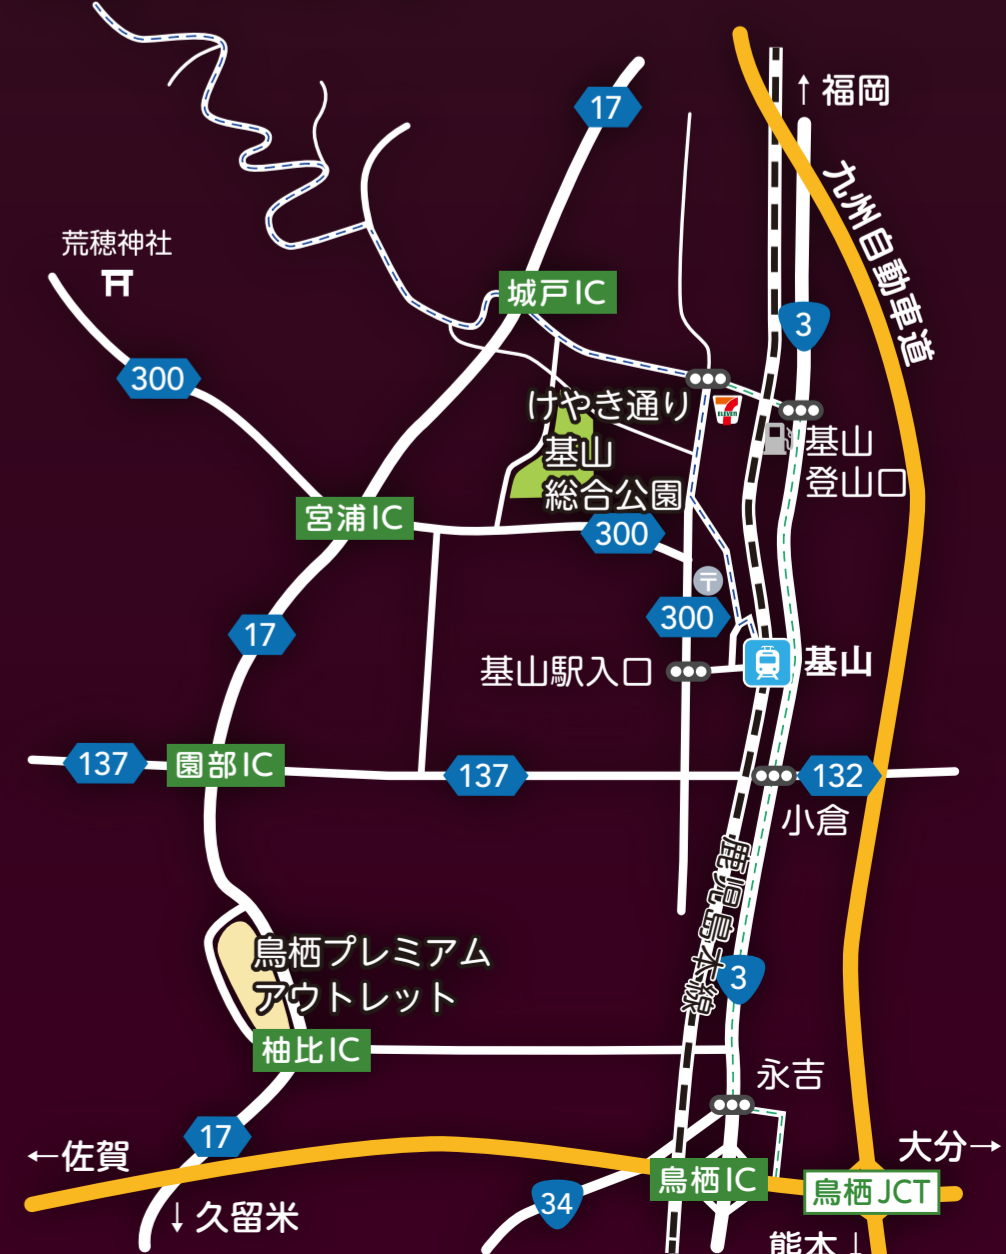 ↑福岡
17
九州自動車道
荒穂神社
城戸IC
3
300
けやき通り
7
ELEVEN
基山
登山口
基山
総合公園
宮浦IC
300
〒
300
17
基山駅入口
基山
137
園部IC
137
132
小倉
鹿児島本線
鳥栖プレミアム
アウトレット
3
柚比IC
永吉
17
←佐賀
大分→
鳥栖IC
鳥栖JCT
34
↓久留米
熊本↓